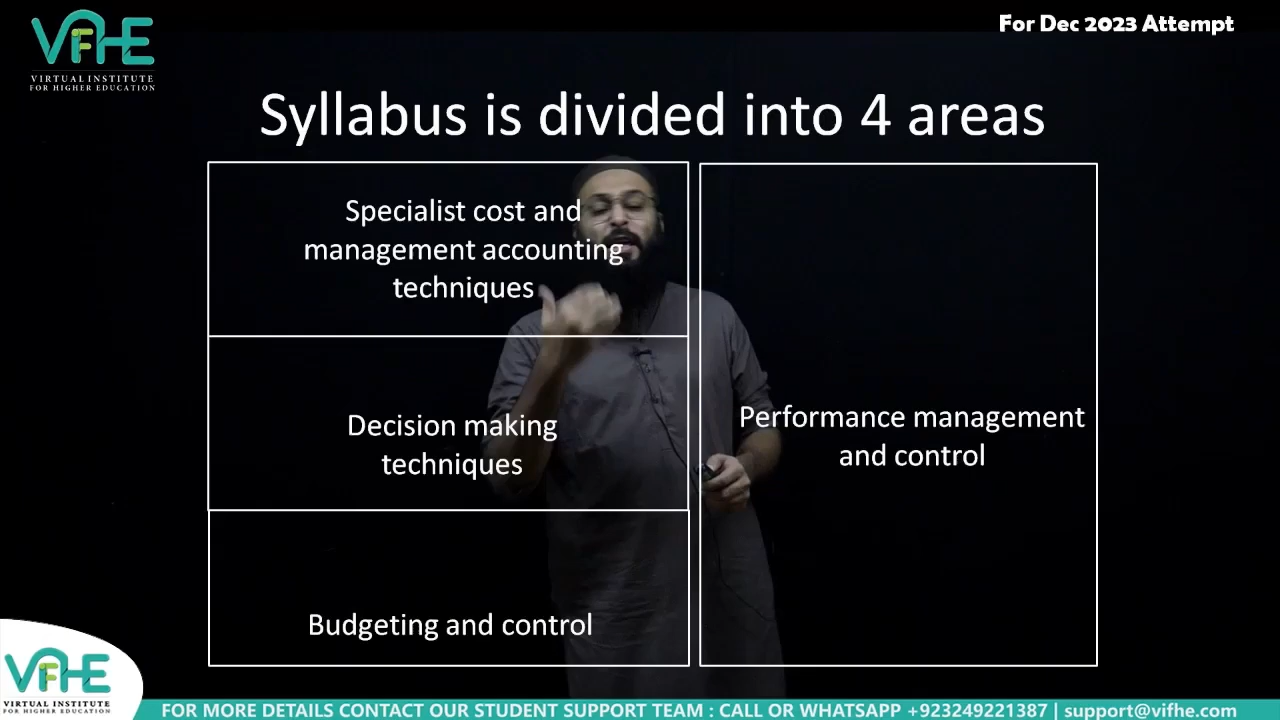 VIFHE
VIRTUAL INSTITUTE
FOR HIGHER EDUCATION
For Dec 2023 Attempt
Syllabus is divided into 4 areas
Specialist cost and
management accounting
techniques
Decision making
techniques
Budgeting and control
Performance management
and control
VIFHE
VIRTUAL INSTITUTE
FOR HIGHER EDUCATION
FOR MORE DETAILS CONTACT OUR STUDENT SUPPORT TEAM : CALL OR WHATSAPP +923249221387 | support@vifhe.com